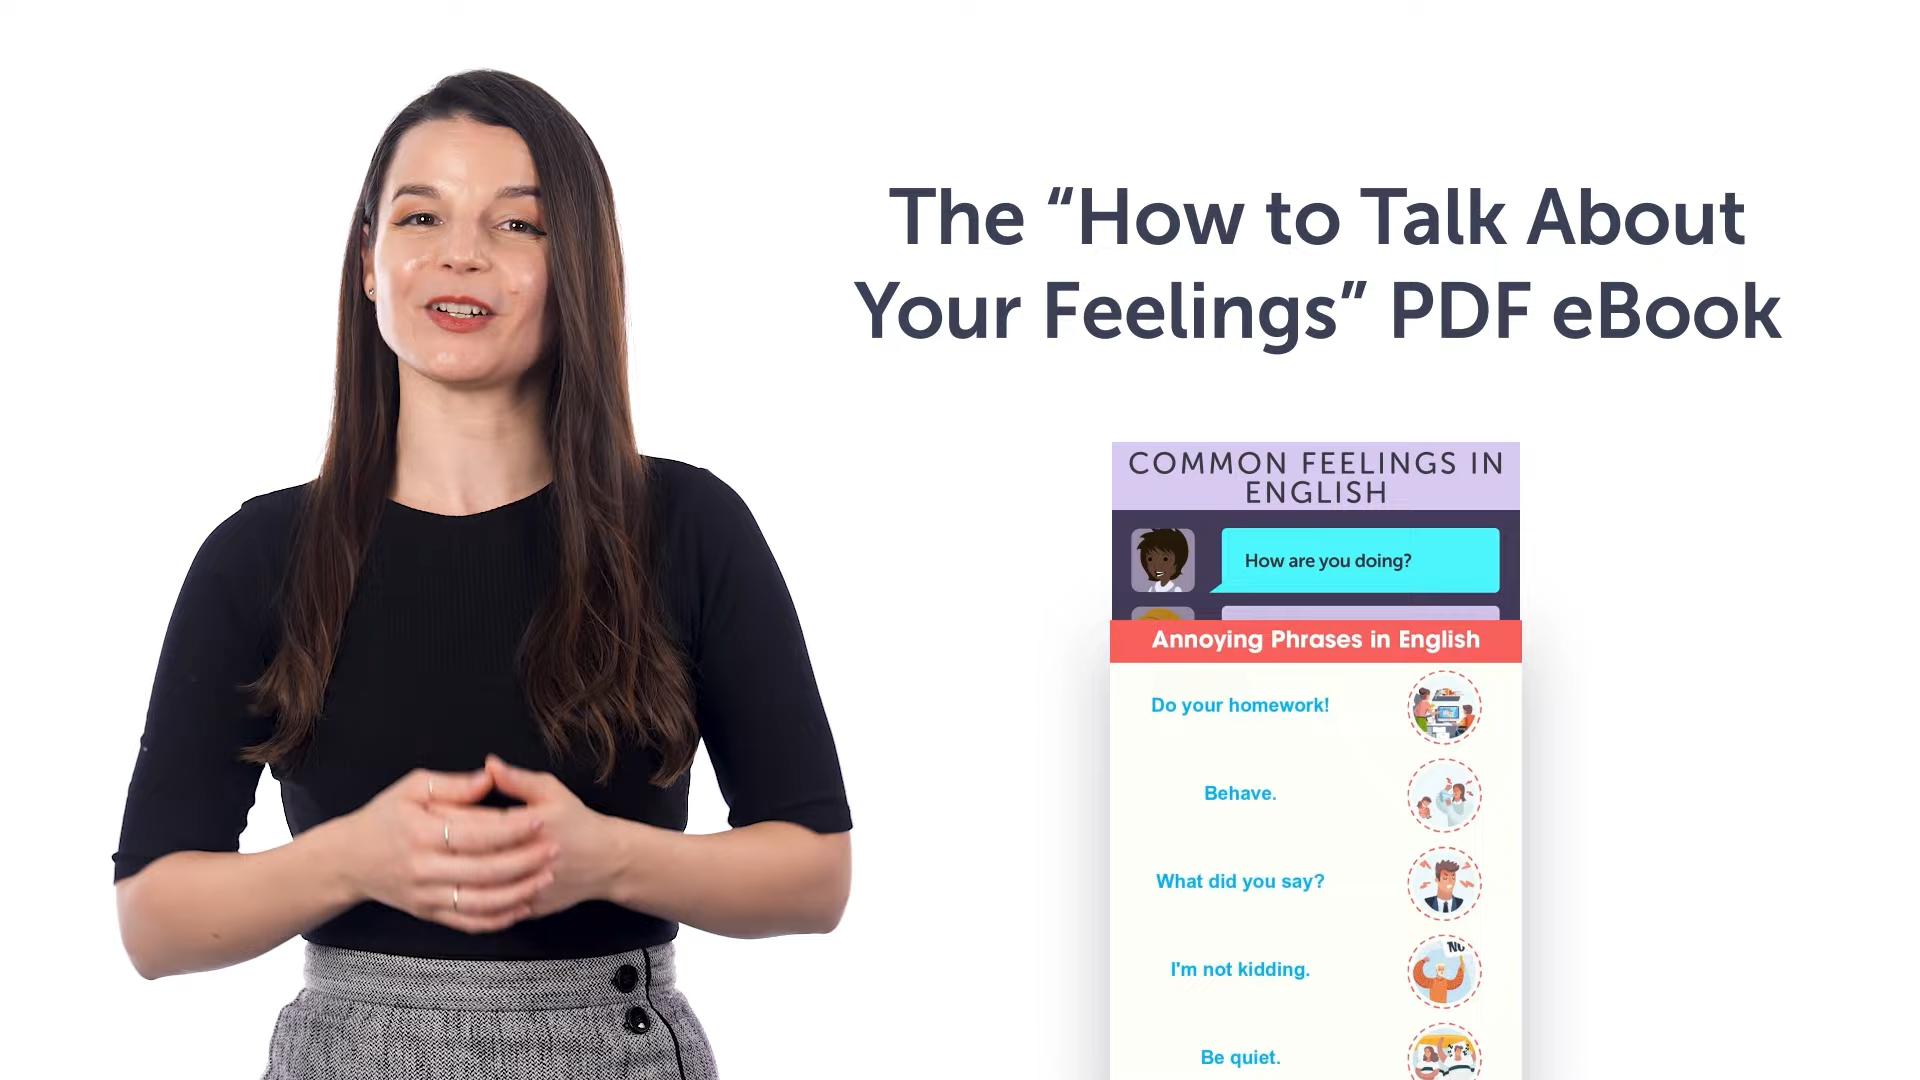 The “How to Talk About
Your Feelings” PDF eBook
COMMON FEELINGS IN
ENGLISH
How are you doing?
Annoying Phrases in English
Do your homework!
Behave.
What did you say?
I'm not kidding.
NO
Be quiet.